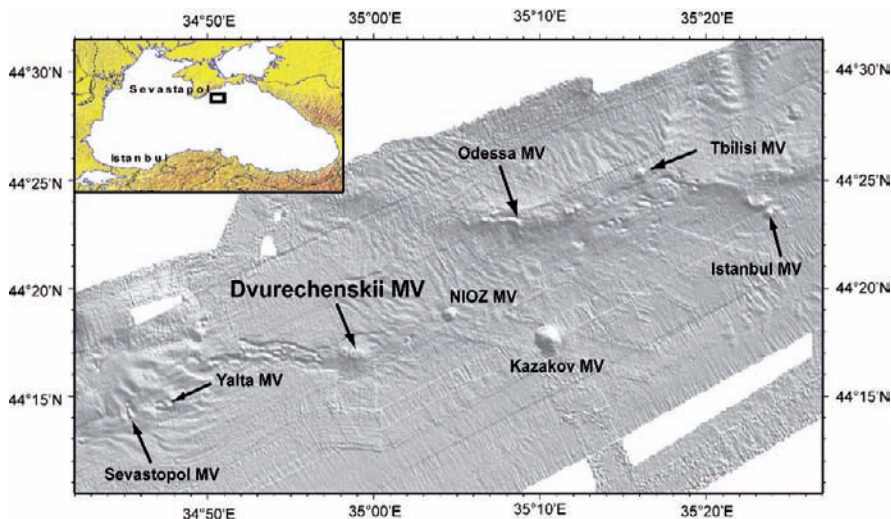 34°50'E 35°00'E 35°10'E 35°20'E
44°30'N 44°30'N
Sevastapol
Istanbul
Odessa MV
Tbilisi MV
44°25'N 44°25'N
Istanbul MV
Dvurechenskii MV
NIOZ MV
44°20'N 44°20'N
Kazakov MV
Yalta MV
44°15'N 44°15'N
Sevastopol MV
34°50'E 35°00'E 35°10'E 35°20'E